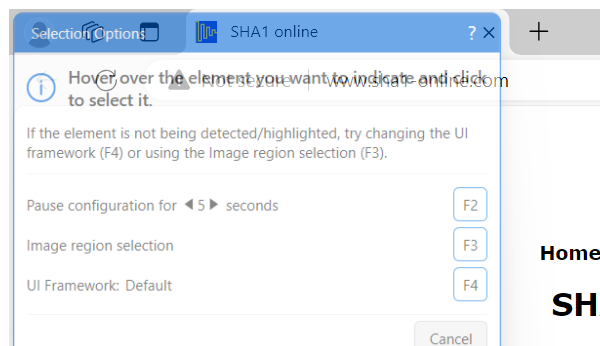 Selection Options
SHA1 online
? ×
+
Hover over the element you want to indicate and click
to select it.
Not secure
www.sha1-online.com
If the element is not being detected/highlighted, try changing the UI
framework (F4) or using the Image region selection (F3).
Pause configuration for 5 seconds
F2
Image region selection
F3
Home
UI Framework: Default
F4
SH
Cancel